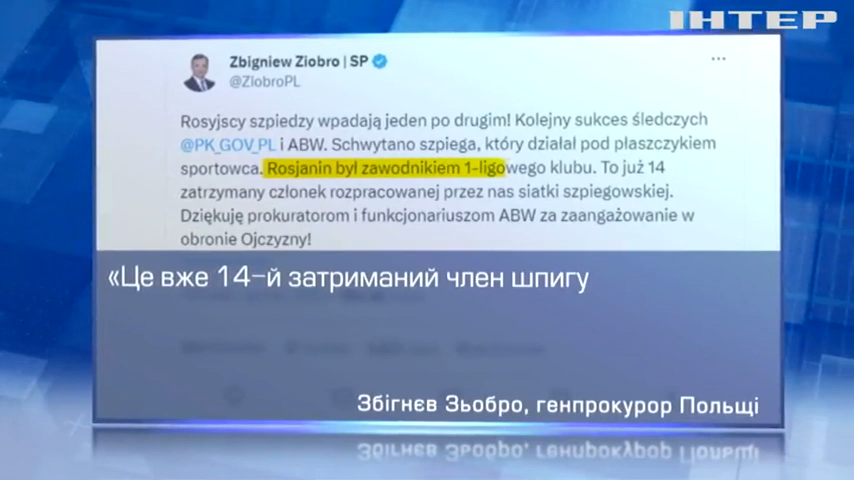 ІНТЕР
Zbigniew Ziobro | SP
@ZiobroPL
Rosyjscy szpiedzy wpadają jeden po drugim! Kolejny sukces śledczych
@PK_GOV_PL i ABW. Schwytano szpiega, który działał pod płaszczykiem
sportowca. Rosjanin był zawodnikiem 1-ligowego klubu. To już 14
zatrzymany członek rozpracowanej przez nas siatki szpiegowskiej.
Dziękuję prokuratorom i funkcjonariuszom ABW za zaangażowanie w
obronie Ojczyzny!
«Це вже 14-й затриманий член шпигу
Збігнєв Зьобро, генпрокурор Польщі